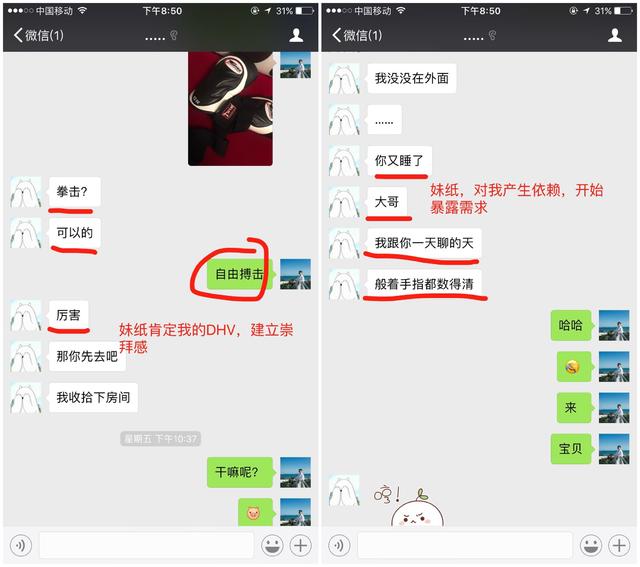 中国移动
下午8:50
31%
微信(1)
.....
拳击?
可以的
自由搏击
厉害
妹纸肯定我的DHV，建立崇
拜感
那你先去吧
我收拾下房间
星期五 下午10:37
干嘛呢?
中国移动
下午8:50
31%
微信(1)
.....
我没没在外面
......
你又睡了
大哥
妹纸，对我产生依赖，开始
暴露需求
我跟你一天聊的天
般着手指都数得清
哈哈
来
宝贝
哼!